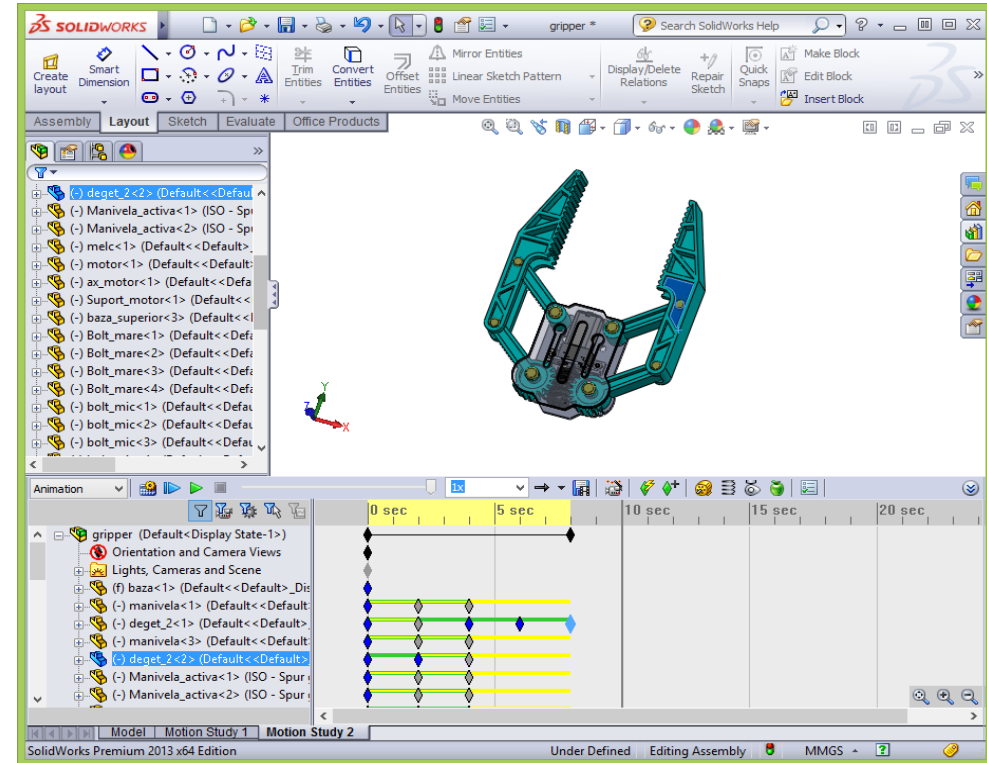 SOLIDWORKS
gripper *
Search SolidWorks Help
Create layout
Smart Dimension
Trim Entities
Convert Entities
Offset Entities
Mirror Entities
Linear Sketch Pattern
Move Entities
Display/Delete Relations
Repair Sketch
Quick Snaps
Make Block
Edit Block
Insert Block
Assembly Layout Sketch Evaluate Office Products
(-) deget_2<2> (Default<<Defaul
(-) Manivela_activa<1> (ISO - Spu
(-) Manivela_activa<2> (ISO - Spu
(-) melc<1> (Default<<Default>_
(-) motor<1> (Default<<Default:
(-) ax_motor<1> (Default<<Defa
(-) Suport_motor<1> (Default<<
(-) baza_superior<3> (Default<<I
(-) Bolt_mare<1> (Default<<Defa
(-) Bolt_mare<2> (Default<<Defa
(-) Bolt_mare<3> (Default<<Defa
(-) Bolt_mare<4> (Default<<Defa
(-) bolt_mic<1> (Default<<Defau
(-) bolt_mic<2> (Default<<Defau
(-) bolt_mic<3> (Default<<Defau
Y
Z
X
Animation
1x
0 sec 5 sec 10 sec 15 sec 20 sec
gripper (Default<Display State-1>)
Orientation and Camera Views
Lights, Cameras and Scene
(f) baza<1> (Default<<Default>_Dis
(-) manivela<1> (Default<<Default:
(-) deget_2<1> (Default<<Default>_
(-) manivela<3> (Default<<Default:
(-) deget_2<2> (Default<<Default>
(-) Manivela_activa<1> (ISO - Spur g
(-) Manivela_activa<2> (ISO - Spur g
Model Motion Study 1 Motion Study 2
SolidWorks Premium 2013 x64 Edition
Under Defined Editing Assembly MMGS